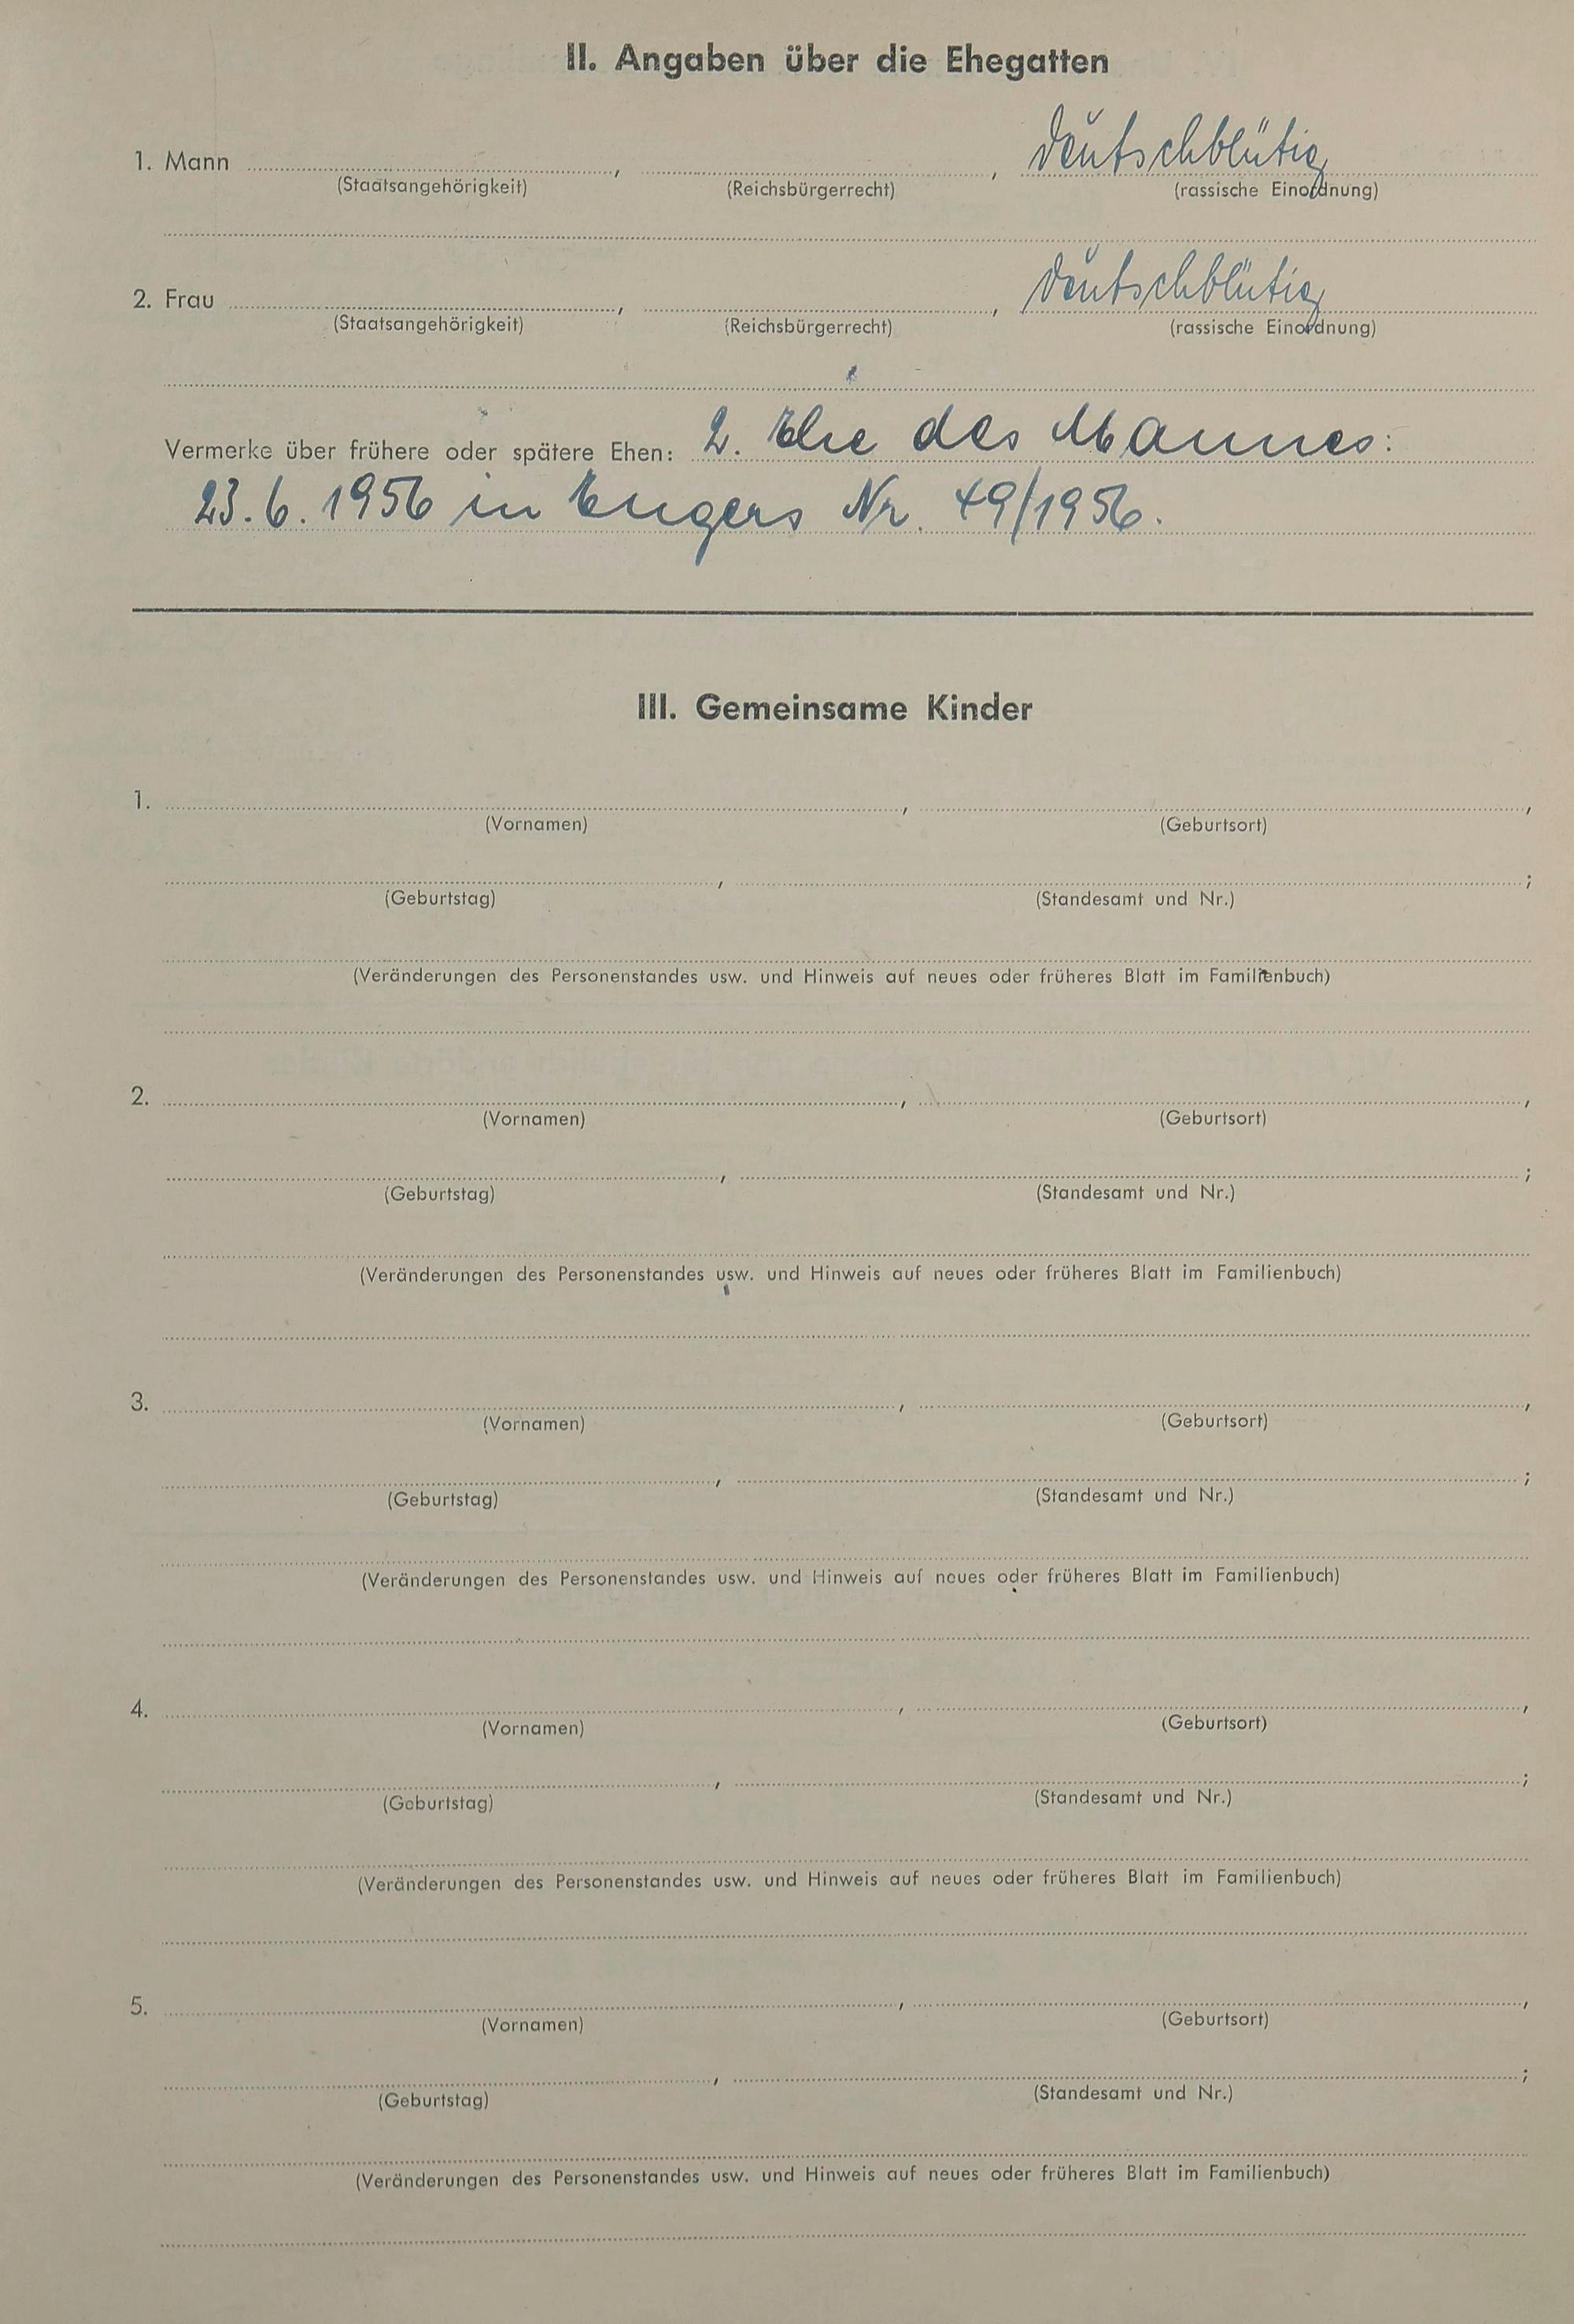 II. Angaben über die Ehegatten
1. Mann , , deutschblütig
(Staatsangehörigkeit) (Reichsbürgerrecht) (rassische Einordnung)
2. Frau , , deutschblütig
(Staatsangehörigkeit) (Reichsbürgerrecht) (rassische Einordnung)
Vermerke über frühere oder spätere Ehen: 2. Ehe des Mannes:
23.6.1956 in Engers Nr. 49/1956.
III. Gemeinsame Kinder
1. , ,
(Vornamen) (Geburtsort)
, ;
(Geburtstag) (Standesamt und Nr.)
(Veränderungen des Personenstandes usw. und Hinweis auf neues oder früheres Blatt im Familienbuch)
2. , ,
(Vornamen) (Geburtsort)
, ;
(Geburtstag) (Standesamt und Nr.)
(Veränderungen des Personenstandes usw. und Hinweis auf neues oder früheres Blatt im Familienbuch)
3. , ,
(Vornamen) (Geburtsort)
, ;
(Geburtstag) (Standesamt und Nr.)
(Veränderungen des Personenstandes usw. und Hinweis auf neues oder früheres Blatt im Familienbuch)
4. , ,
(Vornamen) (Geburtsort)
, ;
(Geburtstag) (Standesamt und Nr.)
(Veränderungen des Personenstandes usw. und Hinweis auf neues oder früheres Blatt im Familienbuch)
5. , ,
(Vornamen) (Geburtsort)
, ;
(Geburtstag) (Standesamt und Nr.)
(Veränderungen des Personenstandes usw. und Hinweis auf neues oder früheres Blatt im Familienbuch)